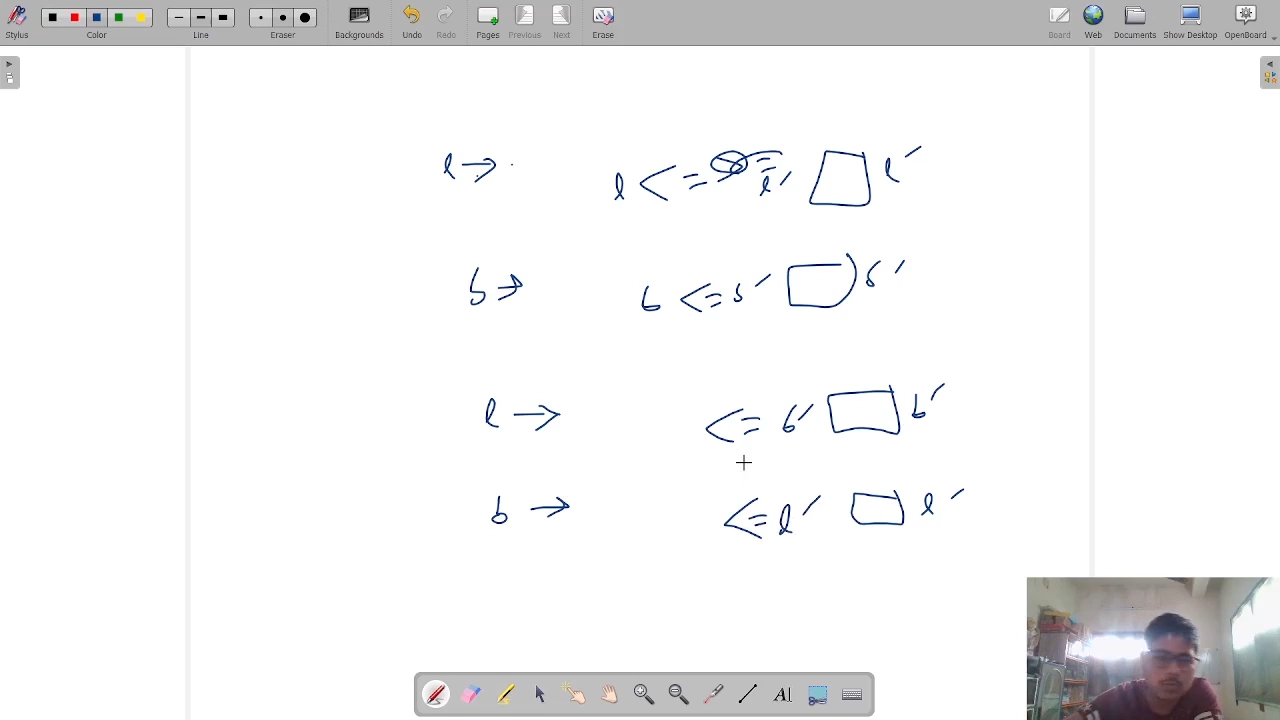 Stylus Color Line Eraser Backgrounds Undo Redo Pages Previous Next Erase Board Web Documents Show Desktop OpenBoard
l → l <= l' l'
b → b <= b' b'
l → <= b' b'
b → <= l' l'